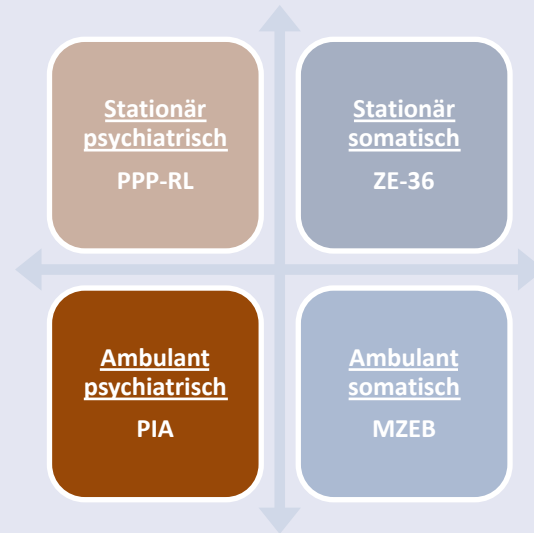 Stationär
psychiatrisch
PPP-RL
Stationär
somatisch
ZE-36
Ambulant
psychiatrisch
PIA
Ambulant
somatisch
MZEB